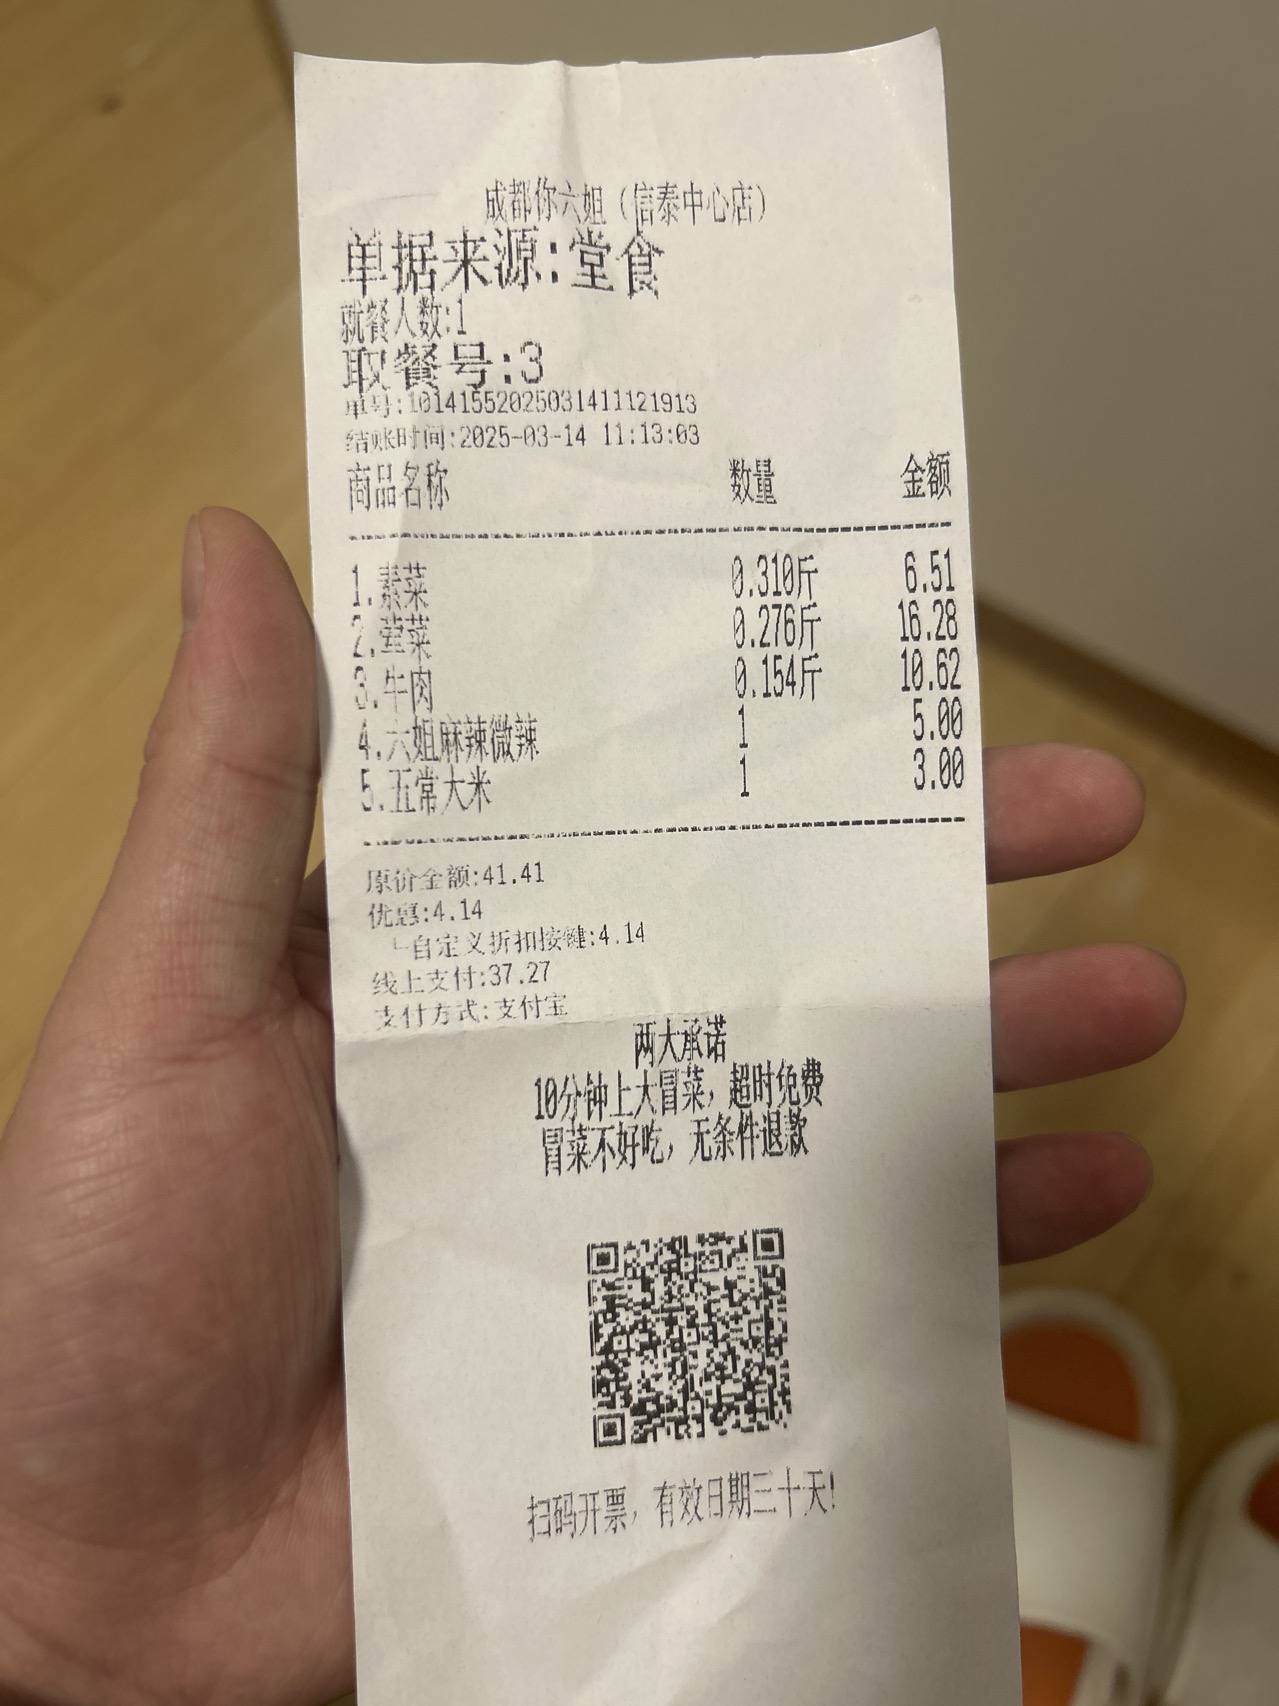 成都你六姐（信泰中心店）
单据来源:堂食
就餐人数:1
取餐号:3
单号:10141552025031411121913
结账时间:2025-03-14 11:13:03
商品名称 数量 金额
1.素菜 0.310斤 6.51
2.荤菜 0.276斤 16.28
3.牛肉 0.154斤 10.62
4.六姐麻辣微辣 1 5.00
5.五常大米 1 3.00
原价金额:41.41
优惠:4.14
└自定义折扣按键:4.14
线上支付:37.27
支付方式:支付宝
两大承诺
10分钟上大冒菜，超时免费
冒菜不好吃，无条件退款
扫码开票，有效日期三十天!